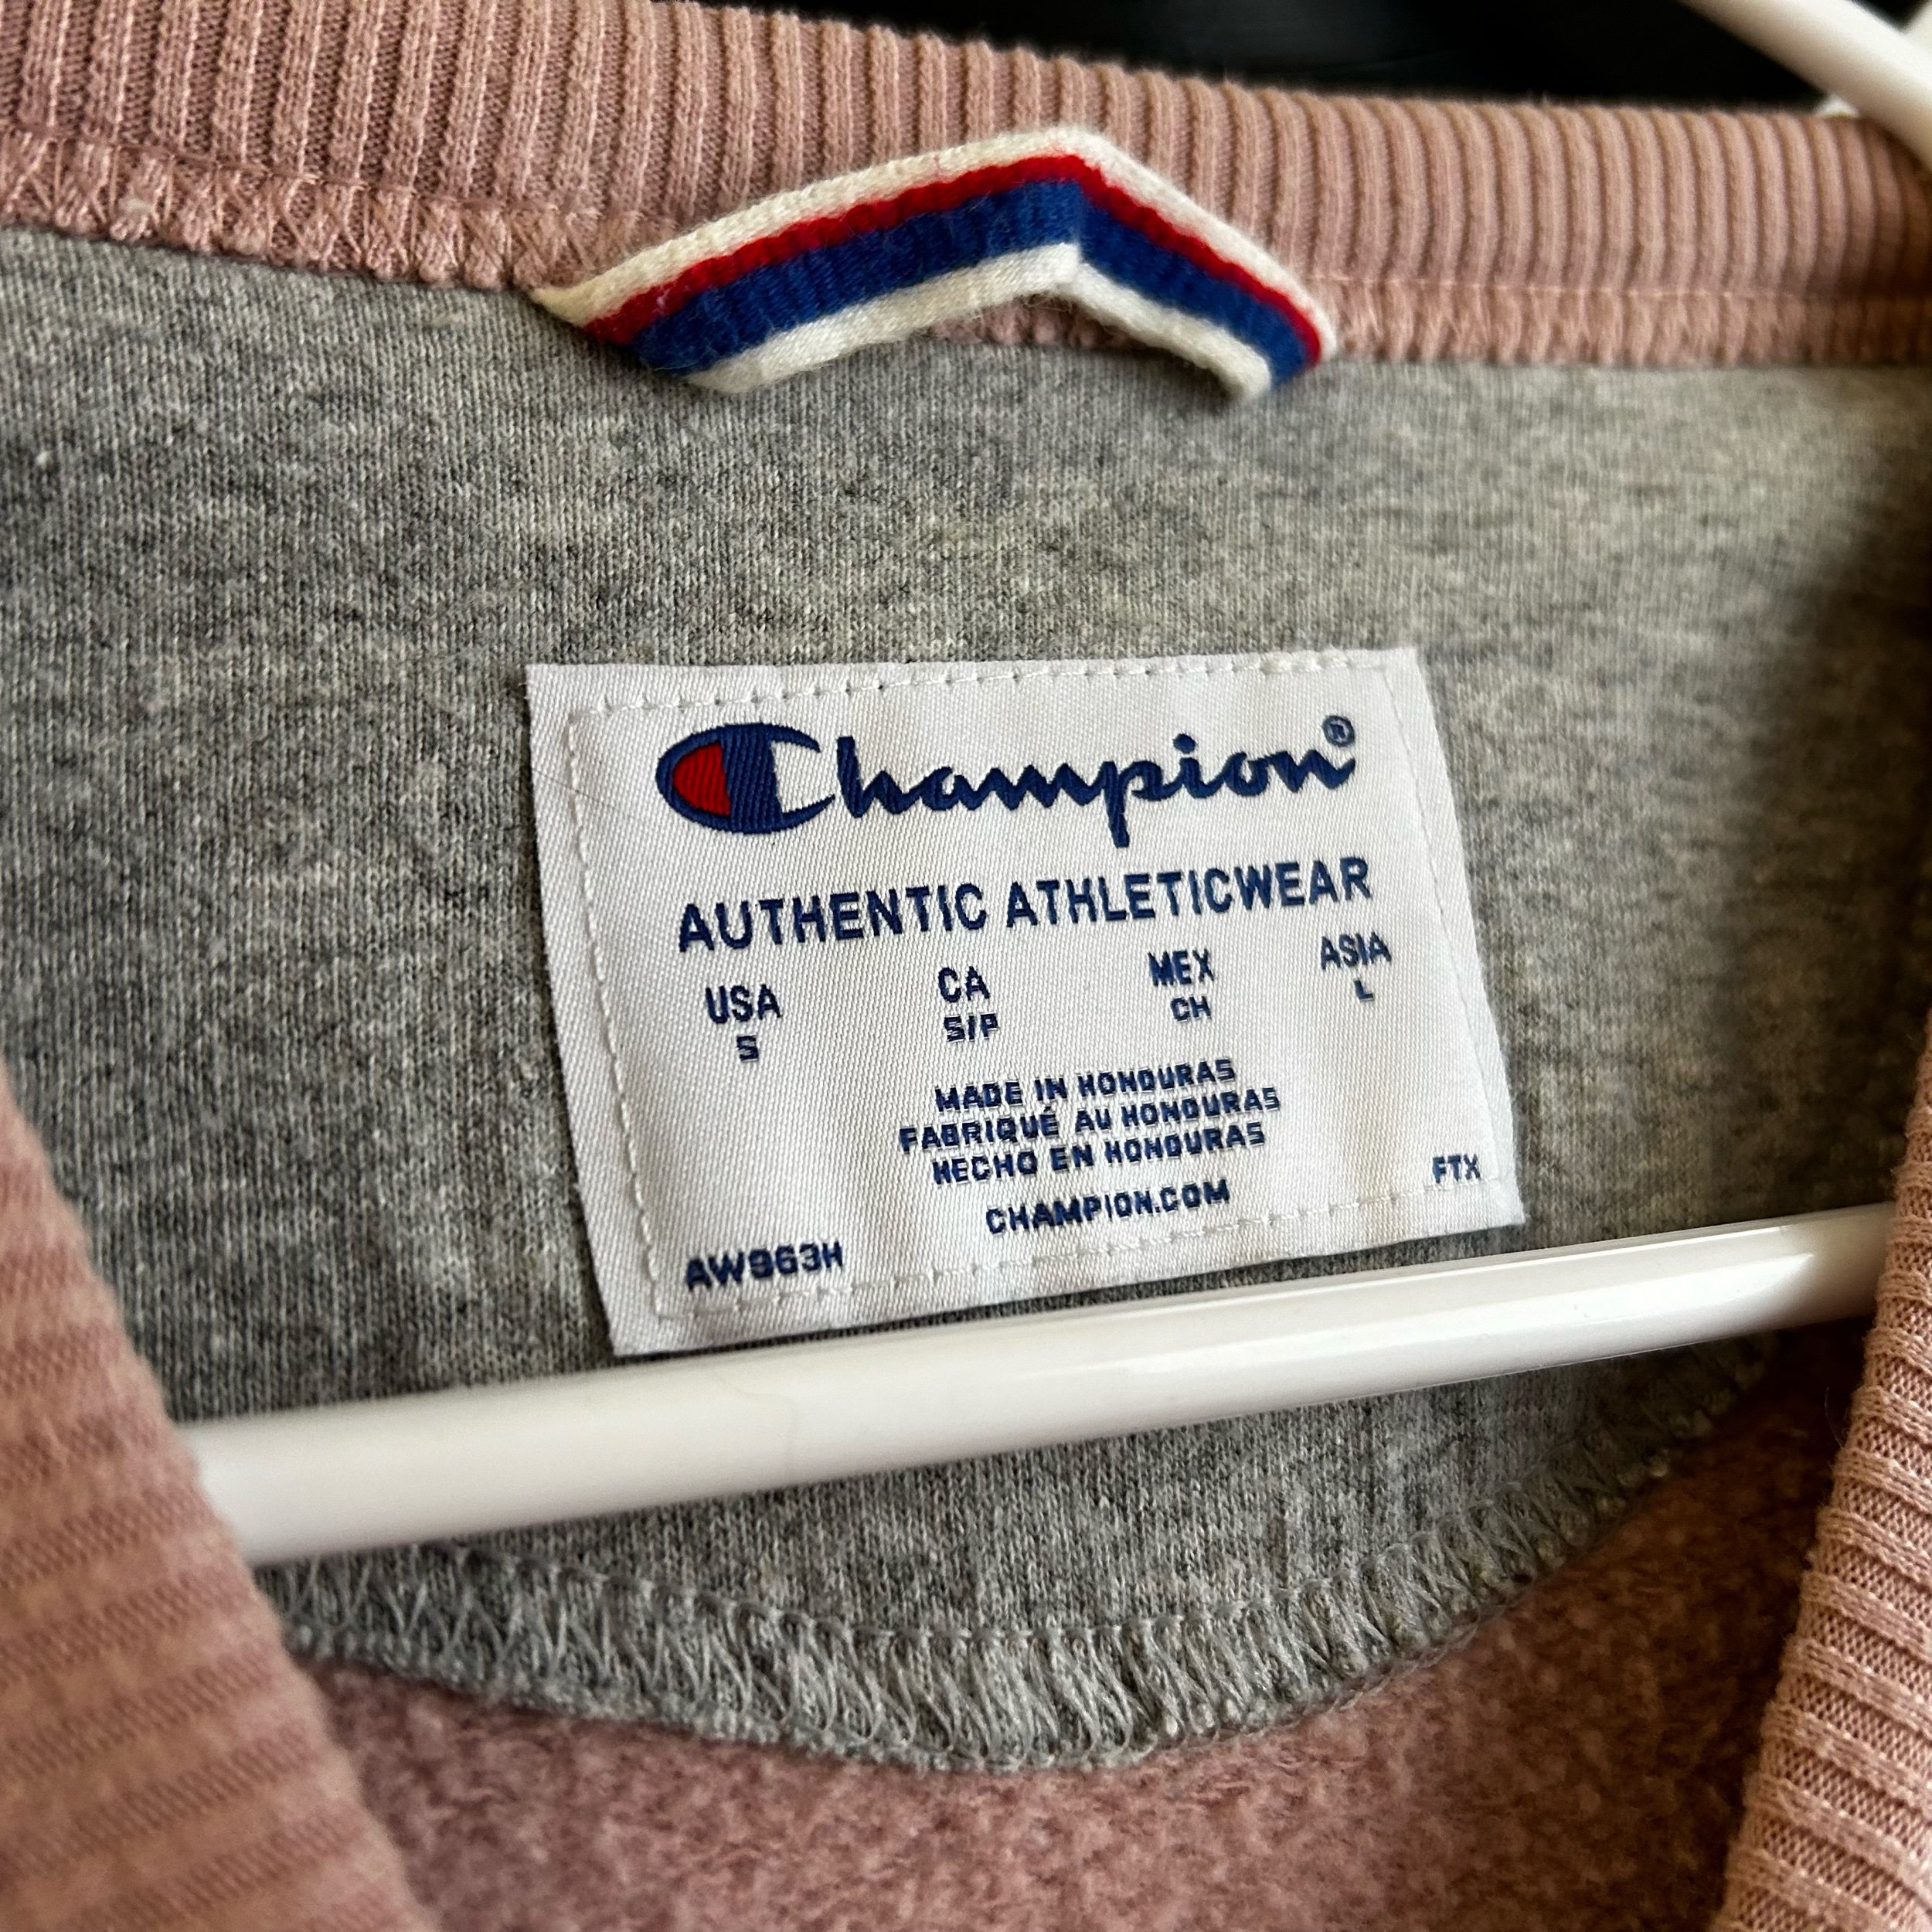 Champion®
AUTHENTIC ATHLETICWEAR
USA CA MEX ASIA
S S/P CH L
MADE IN HONDURAS
FABRIQUÉ AU HONDURAS
HECHO EN HONDURAS
CHAMPION.COM
AW963H FTX